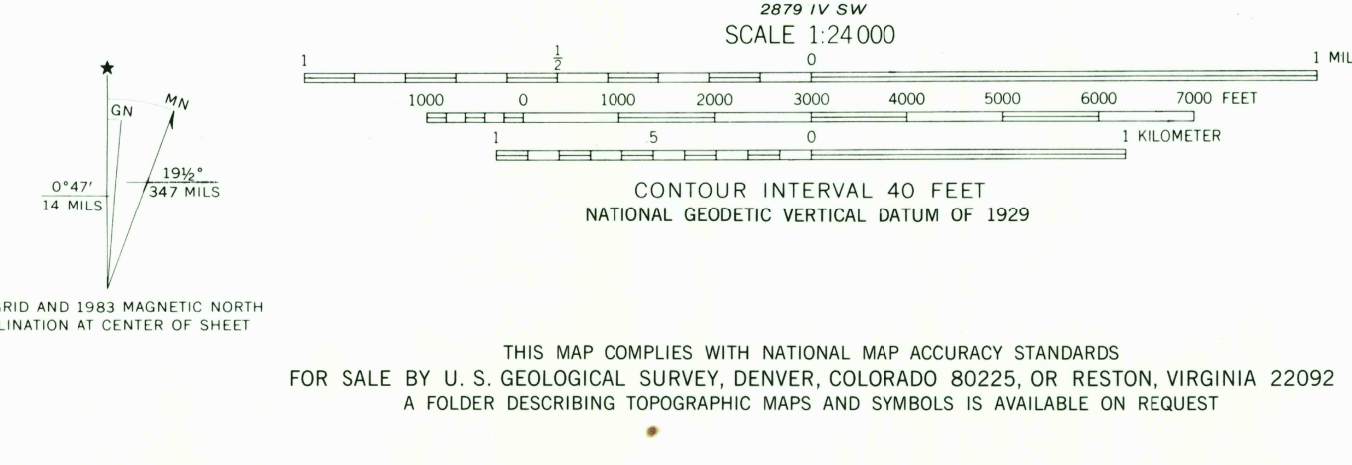 2879 IV SW
SCALE 1:24 000
1 ½ 0 1
1000 0 1000 2000 3000 4000 5000 6000 7000 FEET
1 .5 0 1 KILOMETER
CONTOUR INTERVAL 40 FEET
NATIONAL GEODETIC VERTICAL DATUM OF 1929
★
GN
MN
0°47'
14 MILS
19½°
347 MILS
AND 1983 MAGNETIC NORTH
AT CENTER OF SHEET
THIS MAP COMPLIES WITH NATIONAL MAP ACCURACY STANDARDS
FOR SALE BY U. S. GEOLOGICAL SURVEY, DENVER, COLORADO 80225, OR RESTON, VIRGINIA 22092
A FOLDER DESCRIBING TOPOGRAPHIC MAPS AND SYMBOLS IS AVAILABLE ON REQUEST